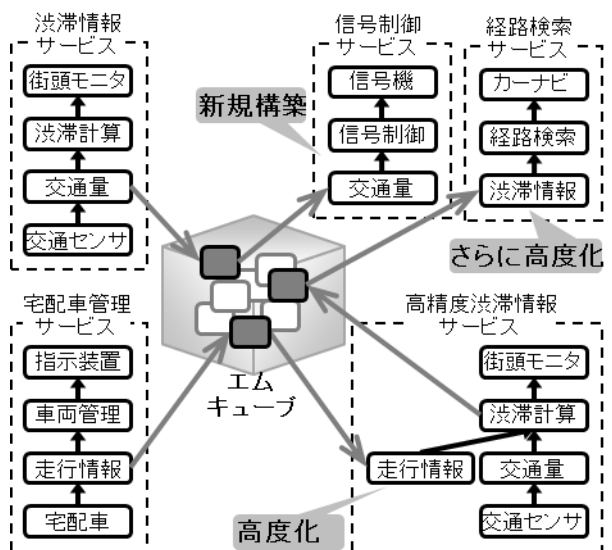 渋滞情報
サービス
街頭モニタ
渋滞計算
交通量
交通センサ
信号制御
サービス
信号機
信号制御
交通量
新規構築
経路検索
サービス
カーナビ
経路検索
渋滞情報
さらに高度化
エム
キューブ
宅配車管理
サービス
指示装置
車両管理
走行情報
宅配車
高精度渋滞情報
サービス
街頭モニタ
渋滞計算
走行情報
交通量
交通センサ
高度化